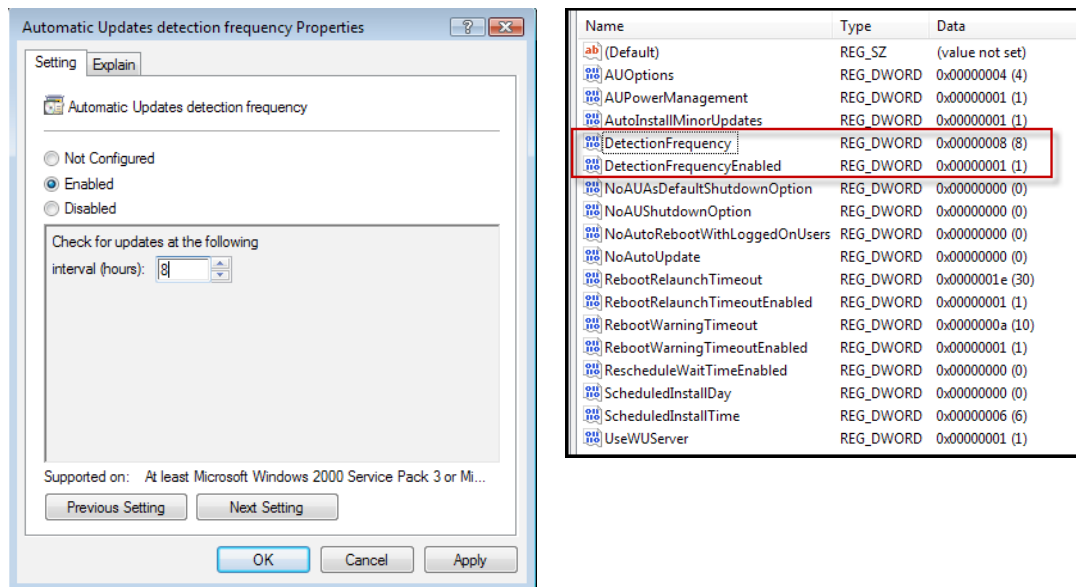 Automatic Updates detection frequency Properties
Setting Explain
Automatic Updates detection frequency
Not Configured
Enabled
Disabled
Check for updates at the following
interval (hours): 8
Supported on: At least Microsoft Windows 2000 Service Pack 3 or Mi...
Previous Setting Next Setting
OK Cancel Apply
Name Type Data
ab (Default) REG_SZ (value not set)
AUOptions REG_DWORD 0x00000004 (4)
AUPowerManagement REG_DWORD 0x00000001 (1)
AutoInstallMinorUpdates REG_DWORD 0x00000001 (1)
DetectionFrequency REG_DWORD 0x00000008 (8)
DetectionFrequencyEnabled REG_DWORD 0x00000001 (1)
NoAUAsDefaultShutdownOption REG_DWORD 0x00000000 (0)
NoAUShutdownOption REG_DWORD 0x00000000 (0)
NoAutoRebootWithLoggedOnUsers REG_DWORD 0x00000000 (0)
NoAutoUpdate REG_DWORD 0x00000000 (0)
RebootRelaunchTimeout REG_DWORD 0x0000001e (30)
RebootRelaunchTimeoutEnabled REG_DWORD 0x00000001 (1)
RebootWarningTimeout REG_DWORD 0x0000000a (10)
RebootWarningTimeoutEnabled REG_DWORD 0x00000001 (1)
RescheduleWaitTimeEnabled REG_DWORD 0x00000000 (0)
ScheduledInstallDay REG_DWORD 0x00000000 (0)
ScheduledInstallTime REG_DWORD 0x00000006 (6)
UseWUServer REG_DWORD 0x00000001 (1)